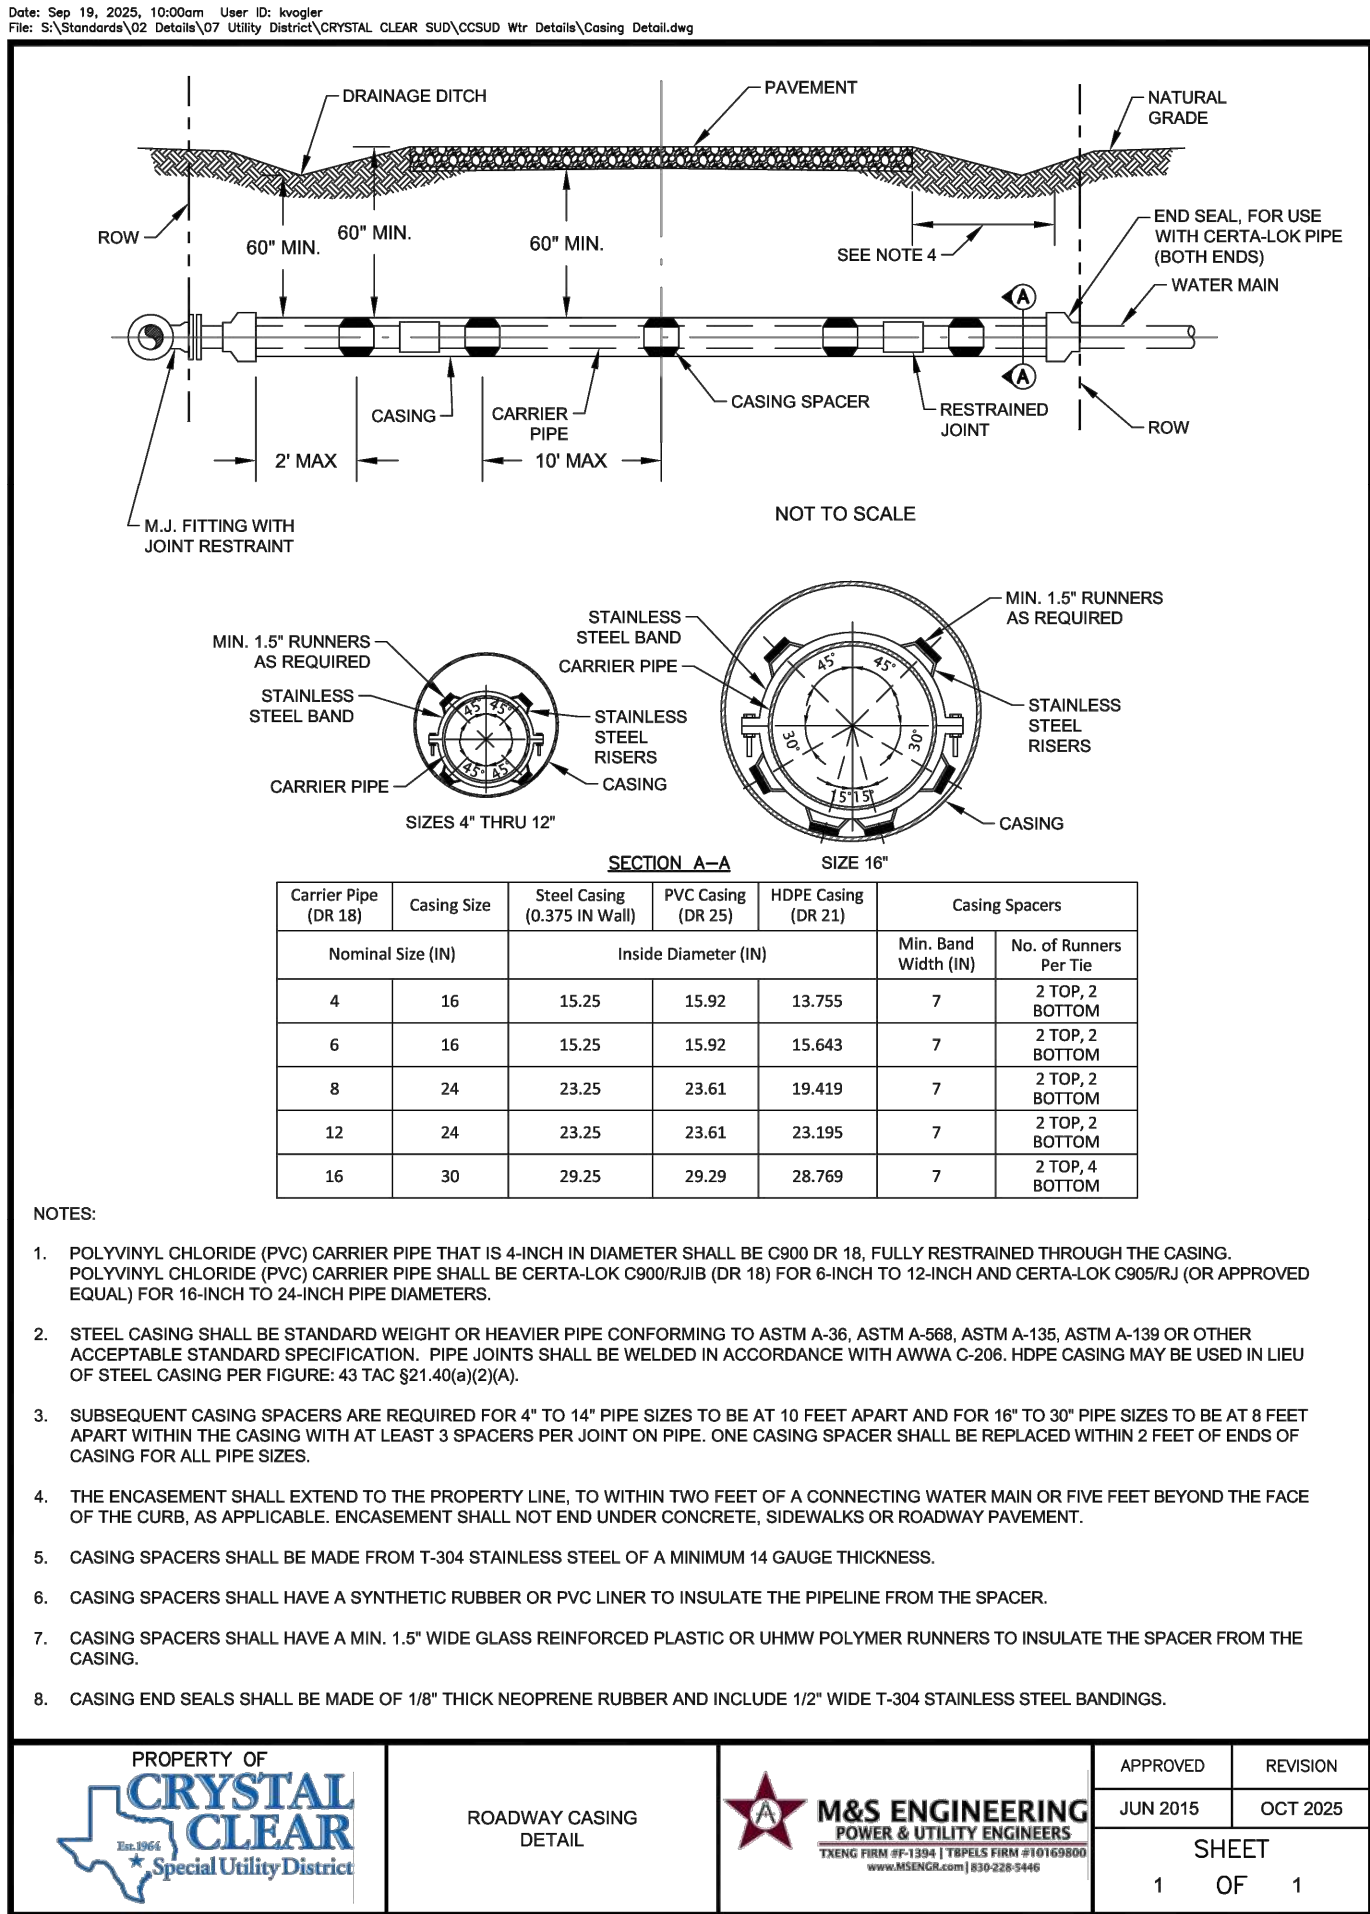 Date: Sep 19, 2025, 10:00am User ID: kvogler
File: S:\Standards\02 Details\07 Utility District\CRYSTAL CLEAR SUD\CCSUD Wtr Details\Casing Detail.dwg
DRAINAGE DITCH
PAVEMENT
NATURAL
GRADE
ROW
60" MIN.
60" MIN.
60" MIN.
SEE NOTE 4
END SEAL, FOR USE
WITH CERTA-LOK PIPE
(BOTH ENDS)
WATER MAIN
A
A
CASING
CARRIER
PIPE
CASING SPACER
RESTRAINED
JOINT
ROW
2' MAX
10' MAX
M.J. FITTING WITH
JOINT RESTRAINT
NOT TO SCALE
MIN. 1.5" RUNNERS
AS REQUIRED
STAINLESS
STEEL BAND
CARRIER PIPE
45° 45°
45° 45°
STAINLESS
STEEL
RISERS
CASING
SIZES 4" THRU 12"
STAINLESS
STEEL BAND
CARRIER PIPE
MIN. 1.5" RUNNERS
AS REQUIRED
45° 45°
30° 30°
15° 15°
STAINLESS
STEEL
RISERS
CASING
SECTION A-A
SIZE 16"
Carrier Pipe (DR 18) Casing Size Steel Casing (0.375 IN Wall) PVC Casing (DR 25) HDPE Casing (DR 21) Casing Spacers
Nominal Size (IN) Inside Diameter (IN) Min. Band Width (IN) No. of Runners Per Tie
4 16 15.25 15.92 13.755 7 2 TOP, 2 BOTTOM
6 16 15.25 15.92 15.643 7 2 TOP, 2 BOTTOM
8 24 23.25 23.61 19.419 7 2 TOP, 2 BOTTOM
12 24 23.25 23.61 23.195 7 2 TOP, 2 BOTTOM
16 30 29.25 29.29 28.769 7 2 TOP, 4 BOTTOM
NOTES:
1. POLYVINYL CHLORIDE (PVC) CARRIER PIPE THAT IS 4-INCH IN DIAMETER SHALL BE C900 DR 18, FULLY RESTRAINED THROUGH THE CASING.
POLYVINYL CHLORIDE (PVC) CARRIER PIPE SHALL BE CERTA-LOK C900/RJIB (DR 18) FOR 6-INCH TO 12-INCH AND CERTA-LOK C905/RJ (OR APPROVED
EQUAL) FOR 16-INCH TO 24-INCH PIPE DIAMETERS.
2. STEEL CASING SHALL BE STANDARD WEIGHT OR HEAVIER PIPE CONFORMING TO ASTM A-36, ASTM A-568, ASTM A-135, ASTM A-139 OR OTHER
ACCEPTABLE STANDARD SPECIFICATION. PIPE JOINTS SHALL BE WELDED IN ACCORDANCE WITH AWWA C-206. HDPE CASING MAY BE USED IN LIEU
OF STEEL CASING PER FIGURE: 43 TAC §21.40(a)(2)(A).
3. SUBSEQUENT CASING SPACERS ARE REQUIRED FOR 4" TO 14" PIPE SIZES TO BE AT 10 FEET APART AND FOR 16" TO 30" PIPE SIZES TO BE AT 8 FEET
APART WITHIN THE CASING WITH AT LEAST 3 SPACERS PER JOINT ON PIPE. ONE CASING SPACER SHALL BE REPLACED WITHIN 2 FEET OF ENDS OF
CASING FOR ALL PIPE SIZES.
4. THE ENCASEMENT SHALL EXTEND TO THE PROPERTY LINE, TO WITHIN TWO FEET OF A CONNECTING WATER MAIN OR FIVE FEET BEYOND THE FACE
OF THE CURB, AS APPLICABLE. ENCASEMENT SHALL NOT END UNDER CONCRETE, SIDEWALKS OR ROADWAY PAVEMENT.
5. CASING SPACERS SHALL BE MADE FROM T-304 STAINLESS STEEL OF A MINIMUM 14 GAUGE THICKNESS.
6. CASING SPACERS SHALL HAVE A SYNTHETIC RUBBER OR PVC LINER TO INSULATE THE PIPELINE FROM THE SPACER.
7. CASING SPACERS SHALL HAVE A MIN. 1.5" WIDE GLASS REINFORCED PLASTIC OR UHMW POLYMER RUNNERS TO INSULATE THE SPACER FROM THE
CASING.
8. CASING END SEALS SHALL BE MADE OF 1/8" THICK NEOPRENE RUBBER AND INCLUDE 1/2" WIDE T-304 STAINLESS STEEL BANDINGS.
PROPERTY OF
CRYSTAL
CLEAR
Est.1964
Special Utility District
ROADWAY CASING
DETAIL
M&S ENGINEERING
POWER & UTILITY ENGINEERS
TXENG FIRM #F-1394 | TBPELS FIRM #10169800
www.MSENGR.com | 830-228-5446
APPROVED REVISION
JUN 2015 OCT 2025
SHEET
1 OF 1